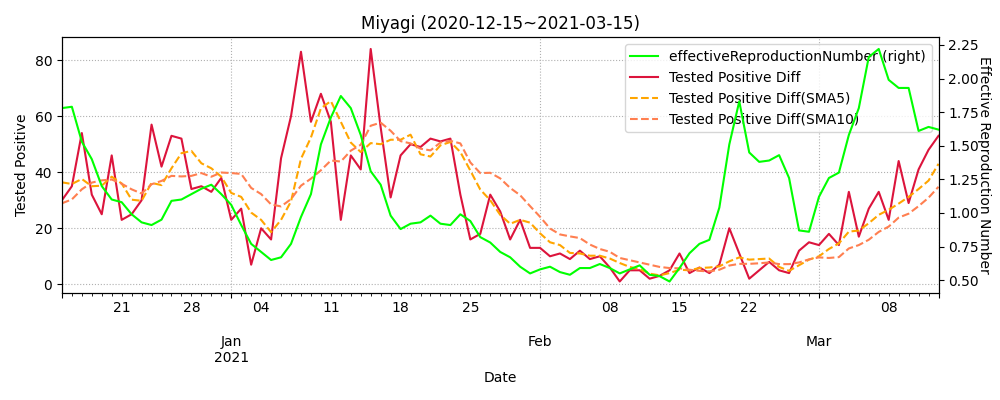 Miyagi (2020-12-15~2021-03-15)
effectiveReproductionNumber (right)
Tested Positive Diff
Tested Positive Diff(SMA5)
Tested Positive Diff(SMA10)
Tested Positive
80
60
40
20
0
Effective Reproduction Number
2.25
2.00
1.75
1.50
1.25
1.00
0.75
0.50
21 28 04 11 18 25 08 15 22 08
Jan Feb Mar
2021
Date